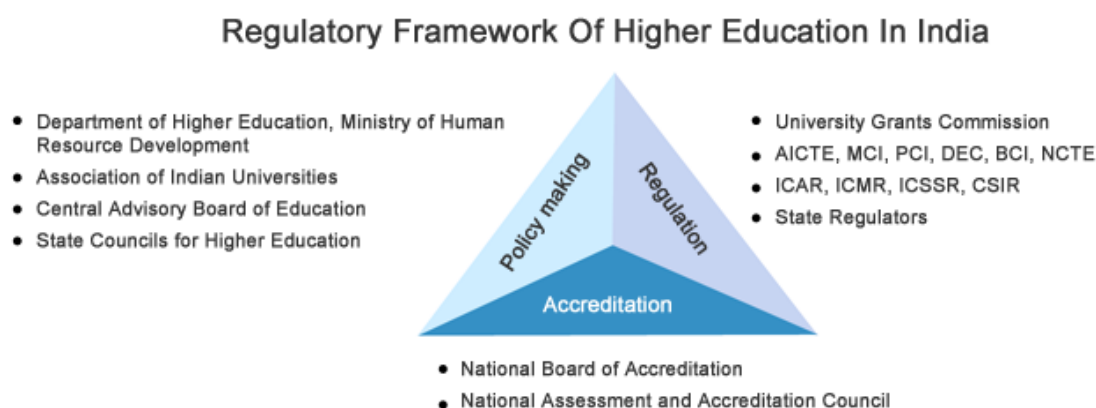 Regulatory Framework Of Higher Education In India
• Department of Higher Education, Ministry of Human
Resource Development
• Association of Indian Universities
• Central Advisory Board of Education
• State Councils for Higher Education
Policy making
Regulation
• University Grants Commission
• AICTE, MCI, PCI, DEC, BCI, NCTE
• ICAR, ICMR, ICSSR, CSIR
• State Regulators
Accreditation
• National Board of Accreditation
• National Assessment and Accreditation Council